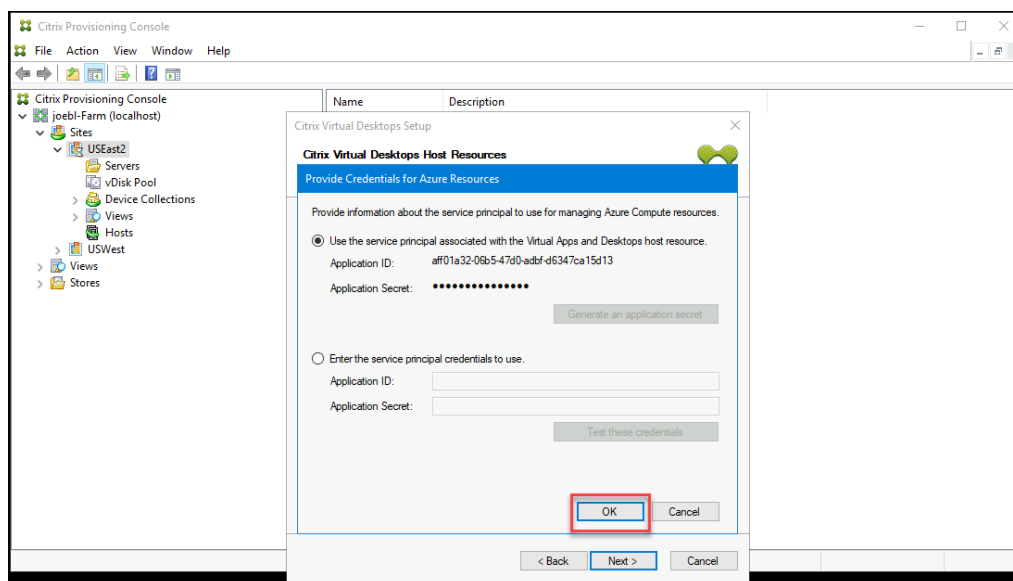 Citrix Provisioning Console
File Action View Window Help
Citrix Provisioning Console
joebl-Farm (localhost)
Sites
USEast2
Servers
vDisk Pool
Device Collections
Views
Hosts
USWest
Views
Stores
Name Description
Citrix Virtual Desktops Setup
Citrix Virtual Desktops Host Resources
Provide Credentials for Azure Resources
Provide information about the service principal to use for managing Azure Compute resources.
Use the service principal associated with the Virtual Apps and Desktops host resource.
Application ID: aff01a32-06b5-47d0-adbf-d6347ca15d13
Application Secret: •••••••••••••••
Generate an application secret
Enter the service principal credentials to use.
Application ID:
Application Secret:
Test these credentials
OK Cancel
< Back Next > Cancel